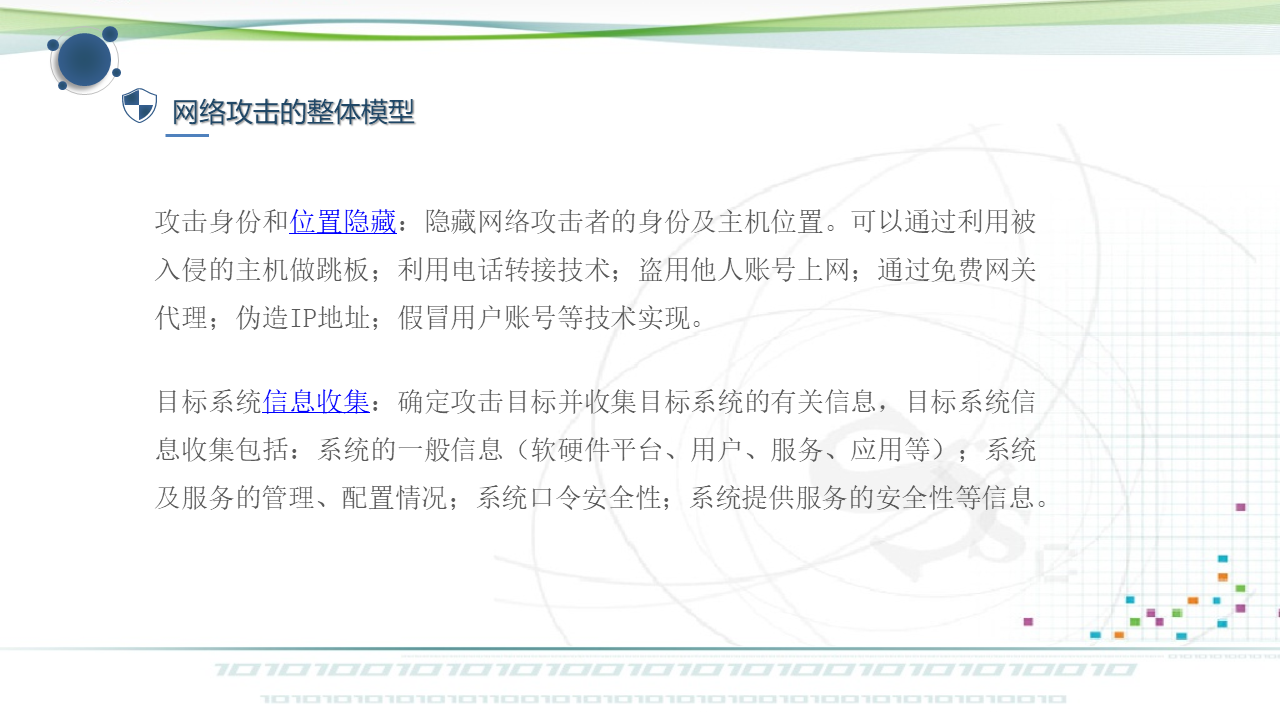 网络攻击的整体模型
攻击身份和位置隐藏：隐藏网络攻击者的身份及主机位置。可以通过利用被
入侵的主机做跳板；利用电话转接技术；盗用他人账号上网；通过免费网关
代理；伪造IP地址；假冒用户账号等技术实现。
目标系统信息收集：确定攻击目标并收集目标系统的有关信息，目标系统信
息收集包括：系统的一般信息（软硬件平台、用户、服务、应用等）；系统
及服务的管理、配置情况；系统口令安全性；系统提供服务的安全性等信息。